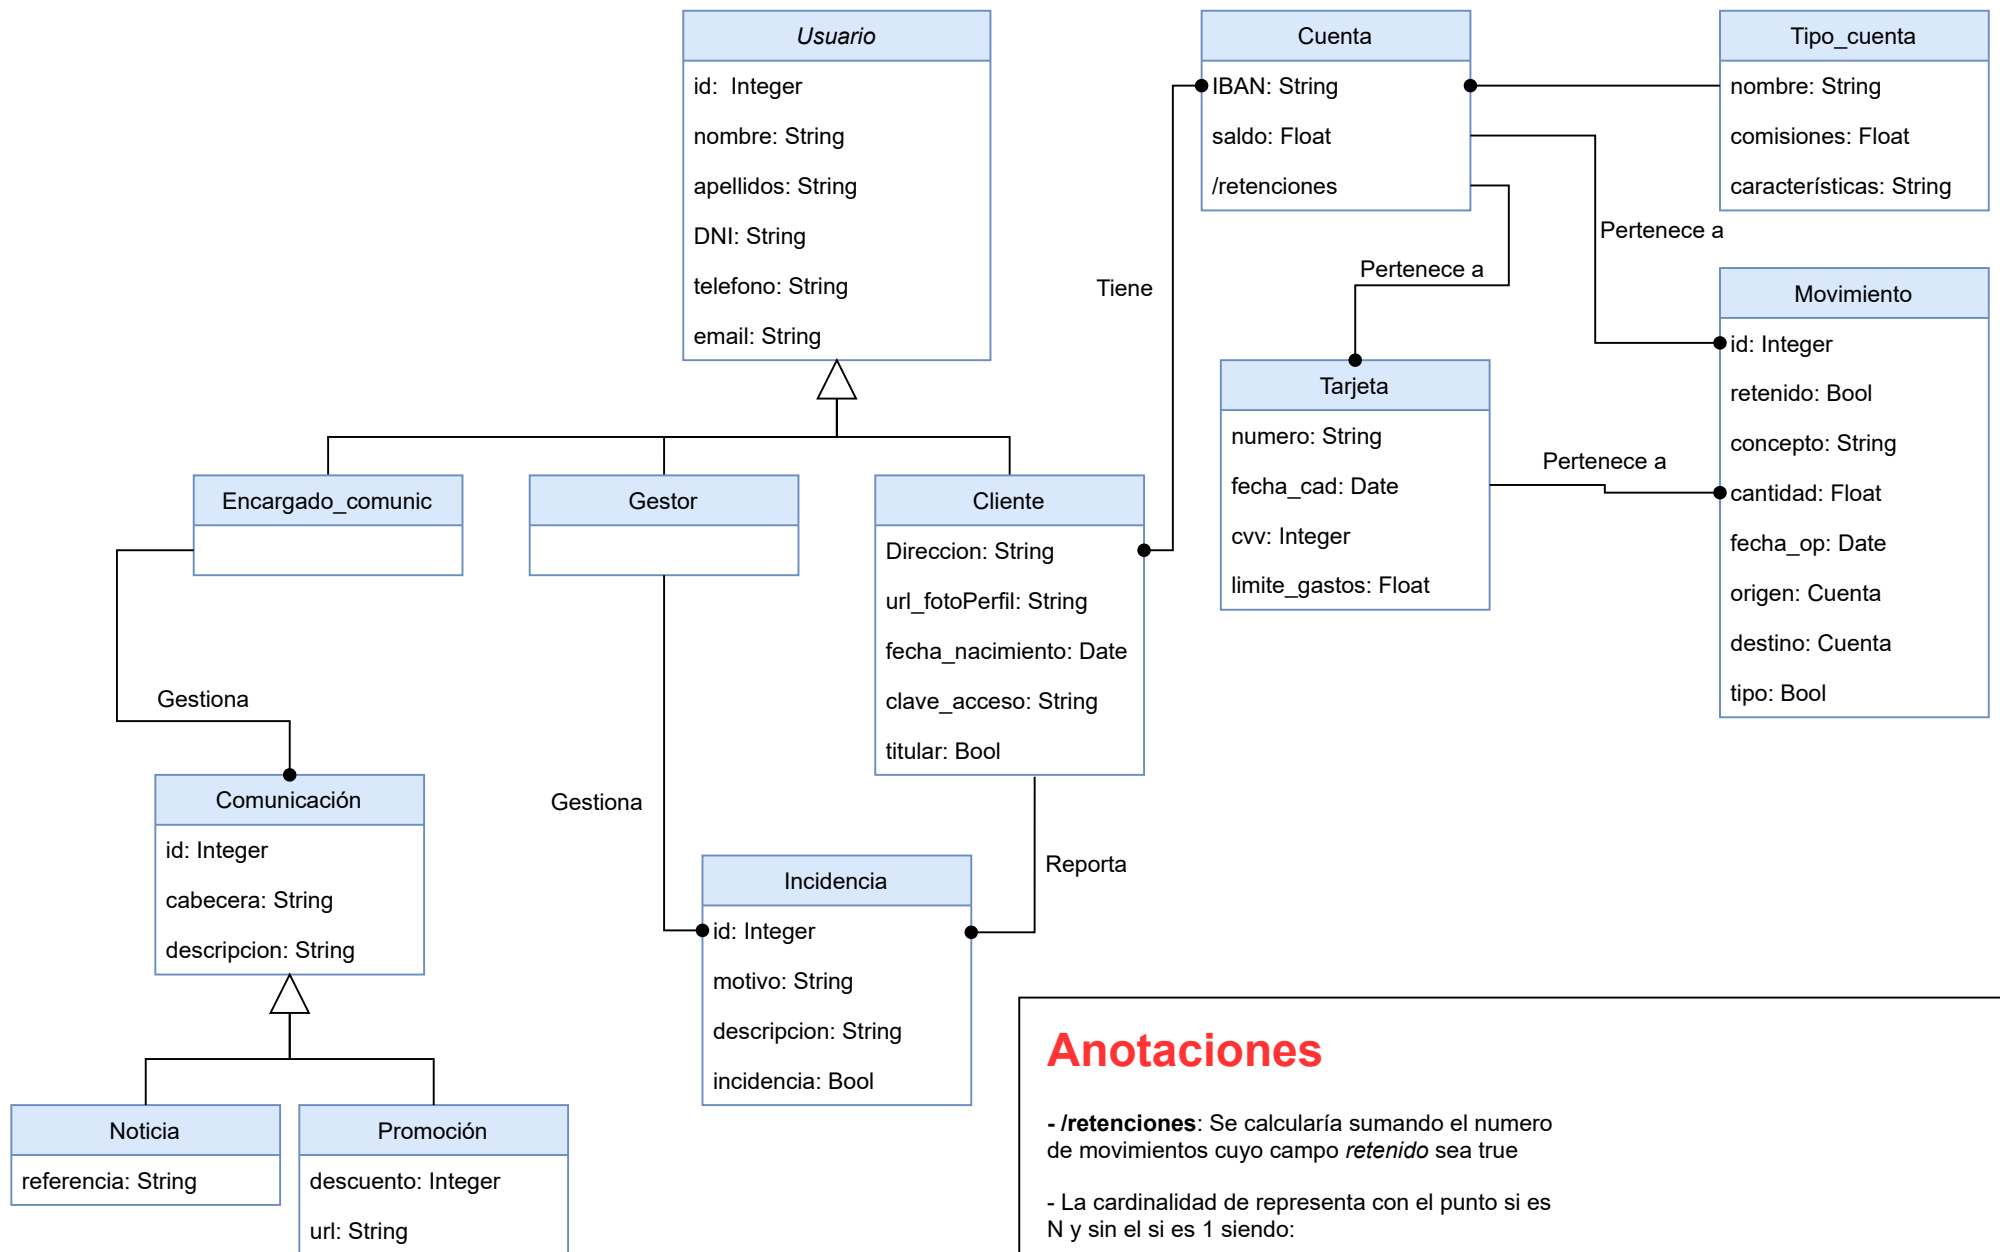 Usuario
id:  Integer
nombre: String
apellidos: String
DNI: String
telefono: String
email: String
Cuenta
IBAN: String
saldo: Float
/retenciones
Tipo_cuenta
nombre: String
comisiones: Float
características: String
Pertenece a
Pertenece a
Tiene
Movimiento
id: Integer
retenido: Bool
concepto: String
cantidad: Float
fecha_op: Date
origen: Cuenta
destino: Cuenta
tipo: Bool
Tarjeta
numero: String
fecha_cad: Date
cvv: Integer
limite_gastos: Float
Pertenece a
Encargado_comunic
Gestor
Cliente
Direccion: String
url_fotoPerfil: String
fecha_nacimiento: Date
clave_acceso: String
titular: Bool
Gestiona
Gestiona
Reporta
Comunicación
id: Integer
cabecera: String
descripcion: String
Incidencia
id: Integer
motivo: String
descripcion: String
incidencia: Bool
Noticia
referencia: String
Promoción
descuento: Integer
url: String
Anotaciones
- /retenciones: Se calcularía sumando el numero
de movimientos cuyo campo retenido sea true
- La cardinalidad de representa con el punto si es
N y sin el si es 1 siendo: